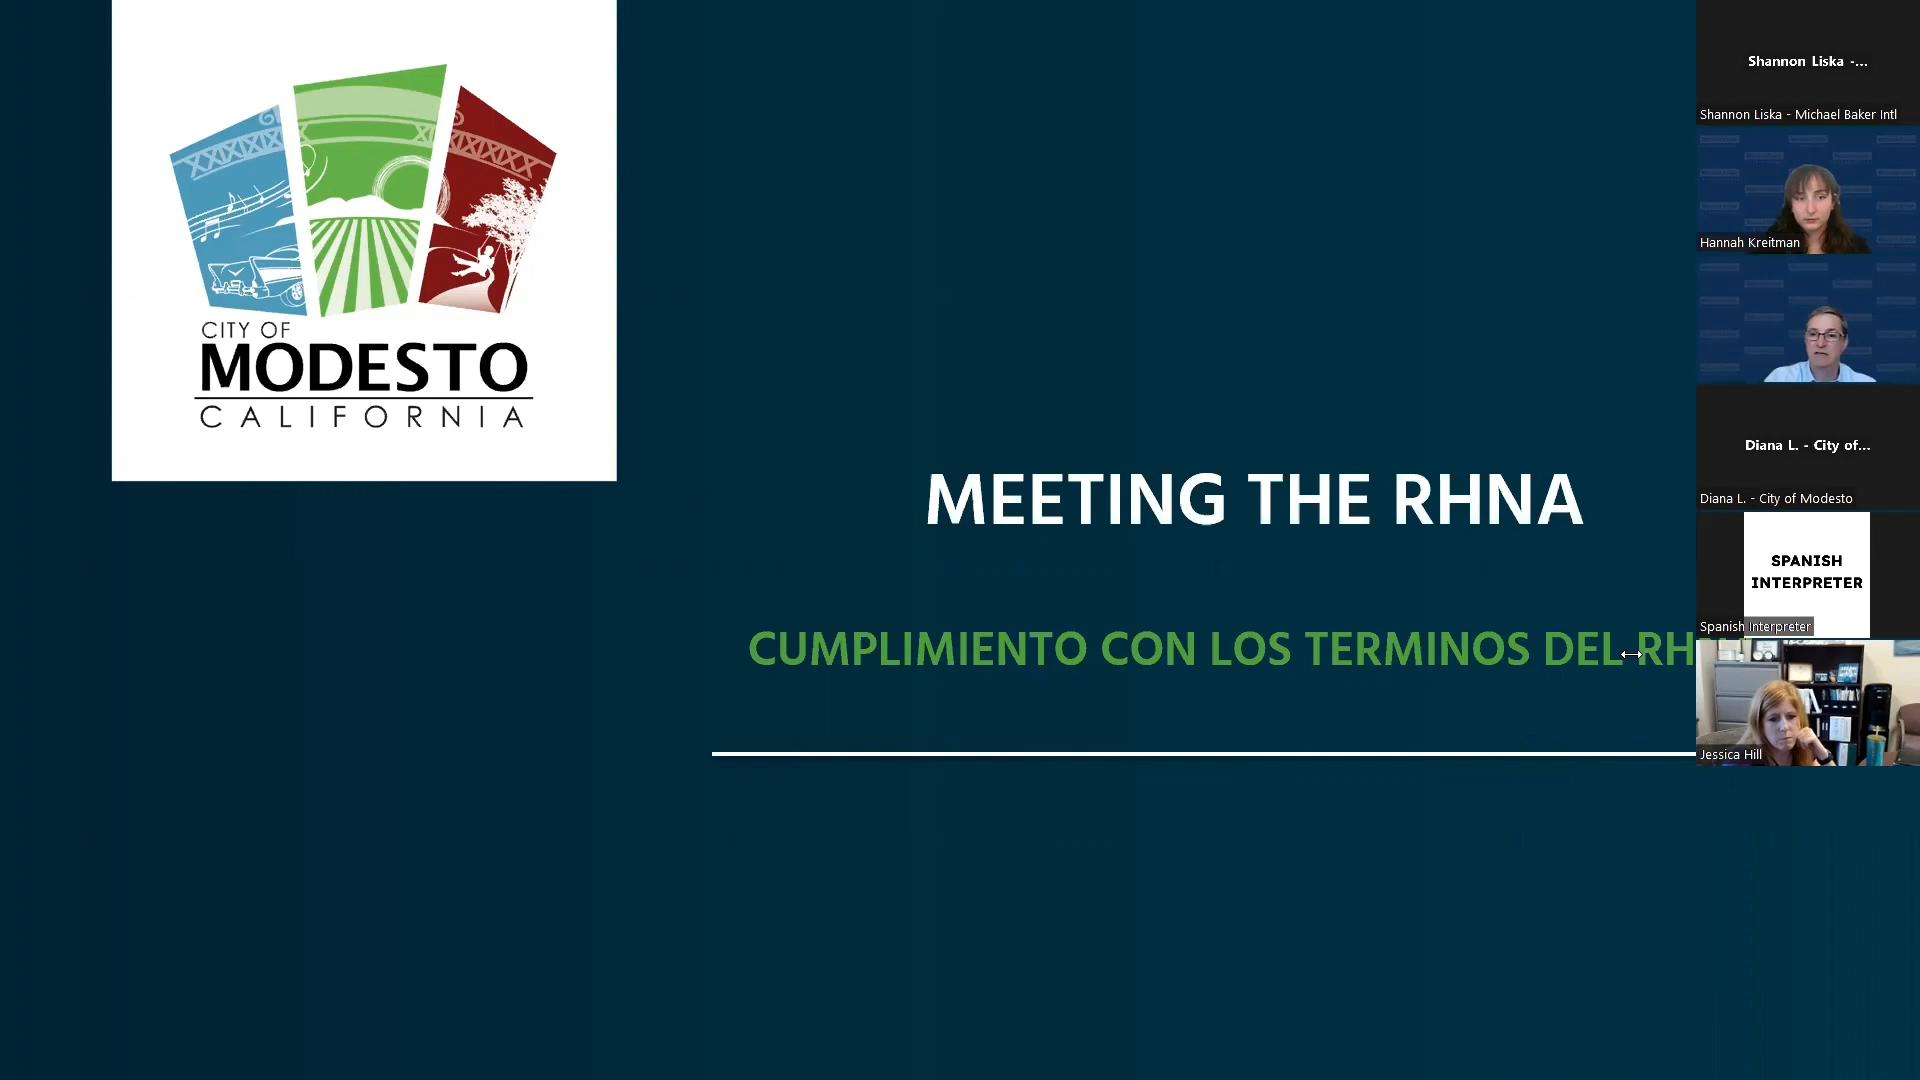 CITY OF
MODESTO
CALIFORNIA
MEETING THE RHNA
CUMPLIMIENTO CON LOS TERMINOS DEL RH
Shannon Liska -...
Shannon Liska - Michael Baker Intl
Hannah Kreitman
Diana L. - City of...
Diana L. - City of Modesto
SPANISH
INTERPRETER
Spanish Interpreter
Jessica Hill